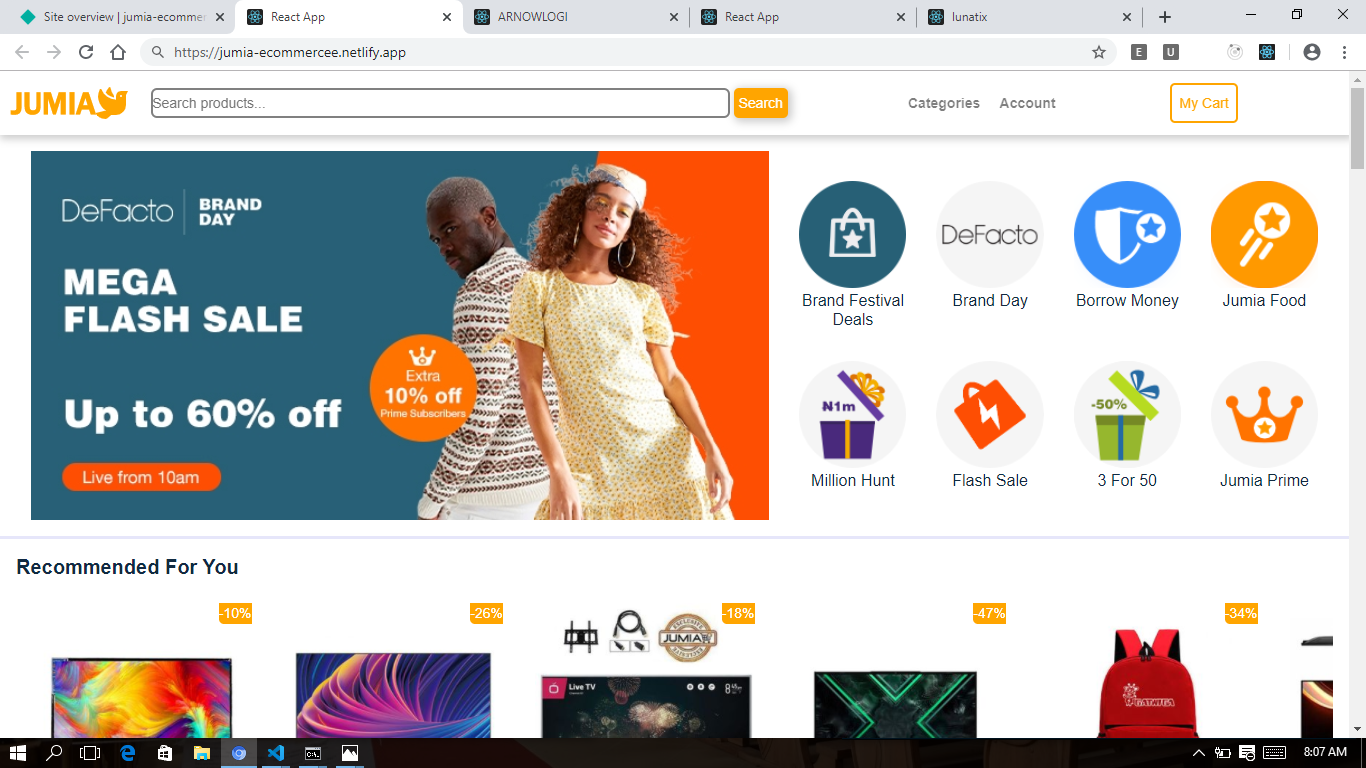 Site overview | jumia-ecommer
React App
ARNOWLOGI
React App
lunatix
https://jumia-ecommercee.netlify.app
E
U
JUMIA
Search products...
Search
Categories
Account
My Cart
DeFacto
BRAND
DAY
MEGA
FLASH SALE
Extra
10% off
Prime Subscribers
Up to 60% off
Live from 10am
DeFacto
Brand Festival
Deals
Brand Day
Borrow Money
Jumia Food
₦1m
-50%
Million Hunt
Flash Sale
3 For 50
Jumia Prime
Recommended For You
-10%
-26%
-18%
-47%
-34%
JUMIA
Live TV
8:07 AM